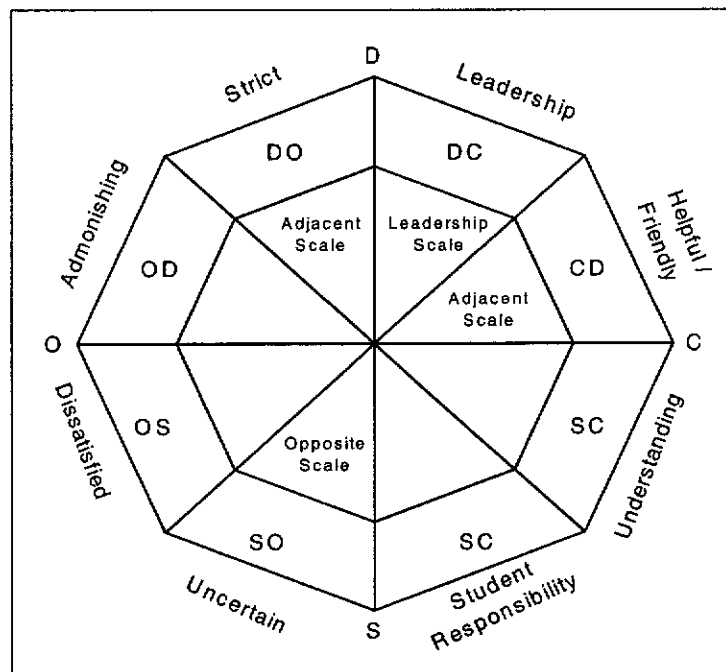 D
Strict
Leadership
DO
DC
Admonishing
Helpful /
Friendly
Adjacent
Scale
Leadership
Scale
OD
CD
Adjacent
Scale
O
C
Dissatisfied
OS
SC
Understanding
Opposite
Scale
SO
SC
Uncertain
Student
Responsibility
S